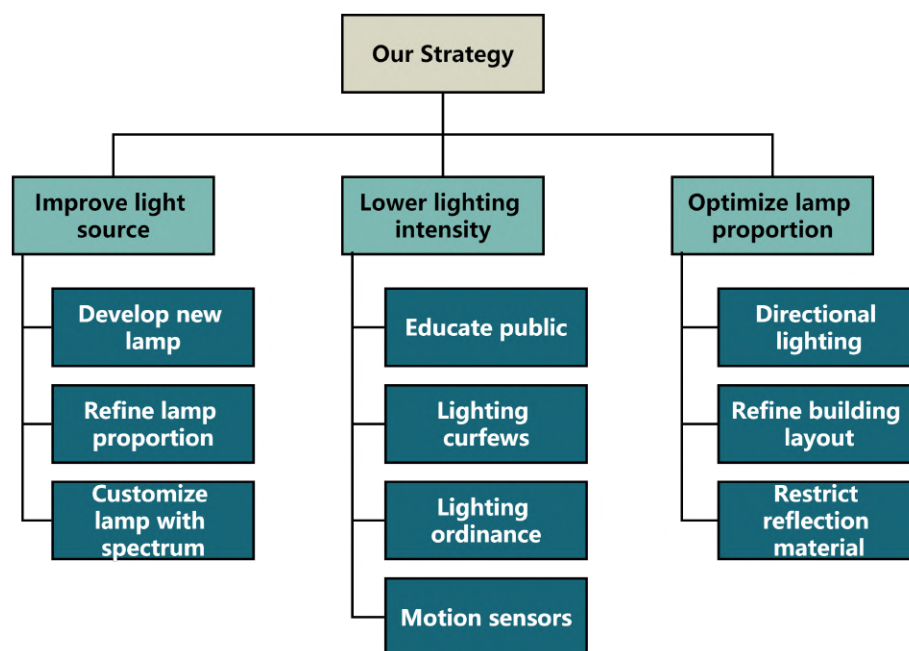 Our Strategy
Improve light
source
Develop new
lamp
Refine lamp
proportion
Customize
lamp with
spectrum
Lower lighting
intensity
Educate public
Lighting
curfews
Lighting
ordinance
Motion sensors
Optimize lamp
proportion
Directional
lighting
Refine building
layout
Restrict
reflection
material